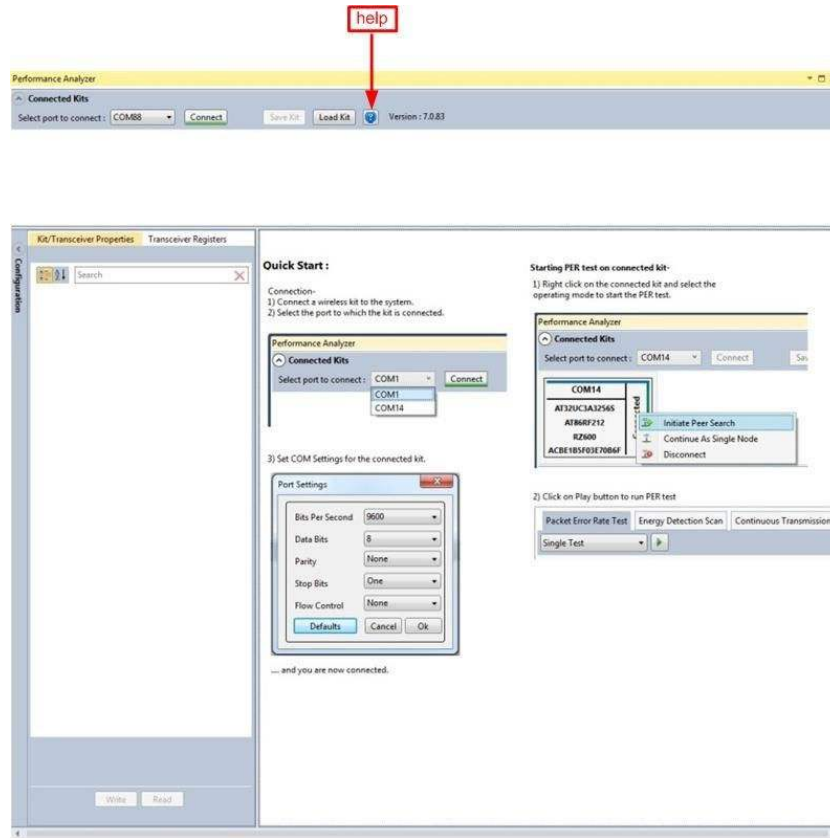 help
Performance Analyzer
Connected Kits
Select port to connect : COM88 Connect Save Kit Load Kit ? Version : 7.0.83
Kit/Transceiver Properties Transceiver Registers
Configuration
Search
Write Read
Quick Start :
Connection-
1) Connect a wireless kit to the system.
2) Select the port to which the kit is connected.
Performance Analyzer
Connected Kits
Select port to connect : COM1 Connect
COM1
COM14
3) Set COM Settings for the connected kit.
Port Settings
Bits Per Second 9600
Data Bits 8
Parity None
Stop Bits One
Flow Control None
Defaults Cancel Ok
.... and you are now connected.
Starting PER test on connected kit-
1) Right click on the connected kit and select the
operating mode to start the PER test.
Performance Analyzer
Connected Kits
Select port to connect : COM14 Connect
COM14
AT32UC3A3256S
AT86RF212
RZ600
ACBE1B5F03E70B6F
Initiate Peer Search
Continue As Single Node
Disconnect
2) Click on Play button to run PER test
Packet Error Rate Test Energy Detection Scan Continuous Transmission
Single Test